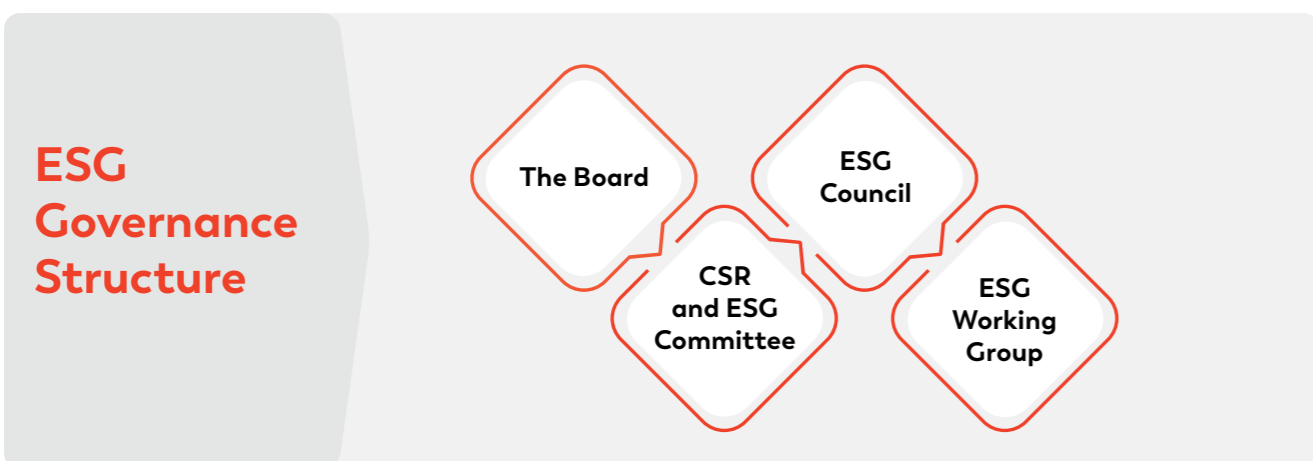 ESG
Governance
Structure
The Board
CSR
and ESG
Committee
ESG
Council
ESG
Working
Group